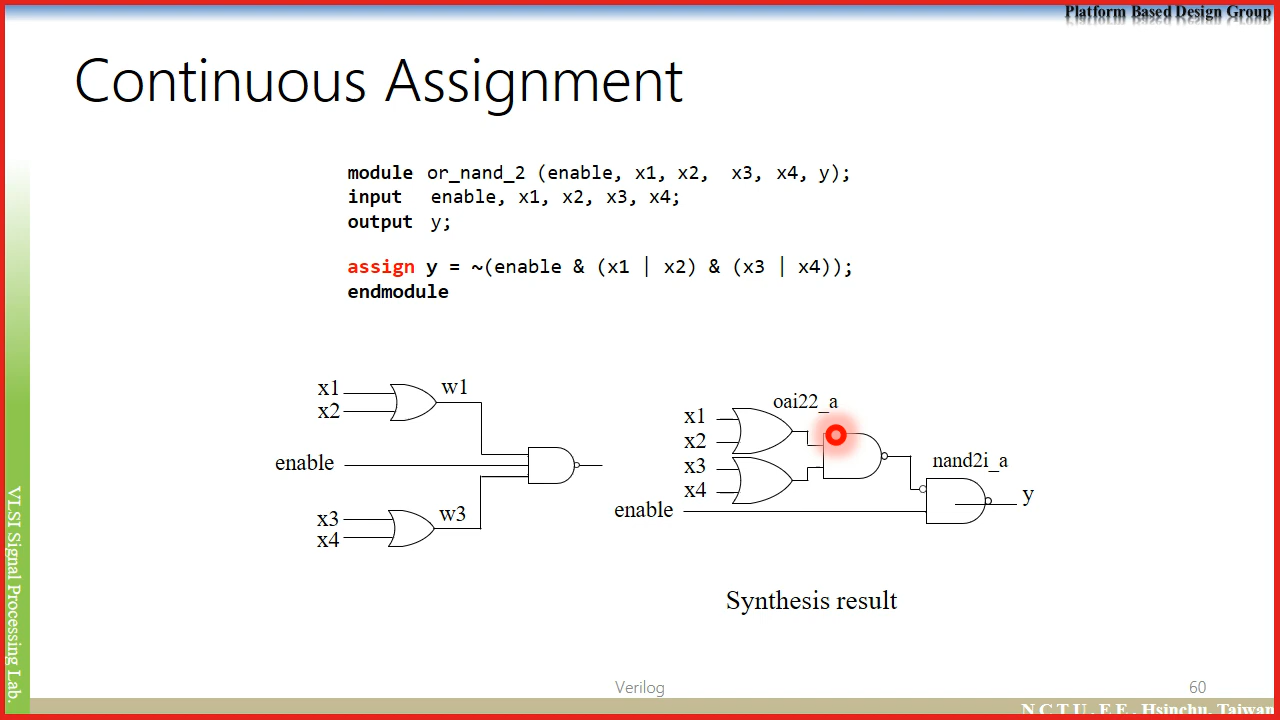 Platform Based Design Group
Continuous Assignment
module or_nand_2 (enable, x1, x2, x3, x4, y);
input enable, x1, x2, x3, x4;
output y;
assign y = ~(enable & (x1 | x2) & (x3 | x4));
endmodule
x1
x2
w1
enable
x3
x4
w3
oai22_a
x1
x2
x3
x4
enable
nand2i_a
y
Synthesis result
VLSI Signal Processing Lab.
Verilog
60
N C T U . E E , Hsinchu, Taiwan